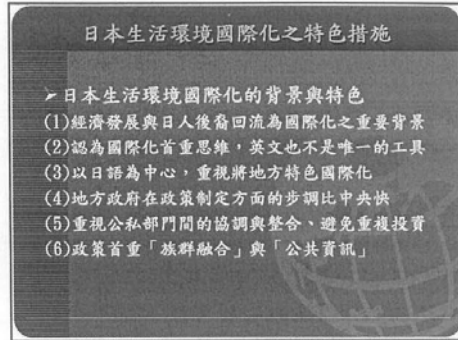 日本生活環境國際化之特色措施
➢日本生活環境國際化的背景與特色
(1)經濟發展與日人後裔回流為國際化之重要背景
(2)認為國際化首重思維，英文也不是唯一的工具
(3)以日語為中心，重視將地方特色國際化
(4)地方政府在政策制定方面的步調比中央快
(5)重視公私部門間的協調與整合、避免重複投資
(6)政策首重「族群融合」與「公共資訊」